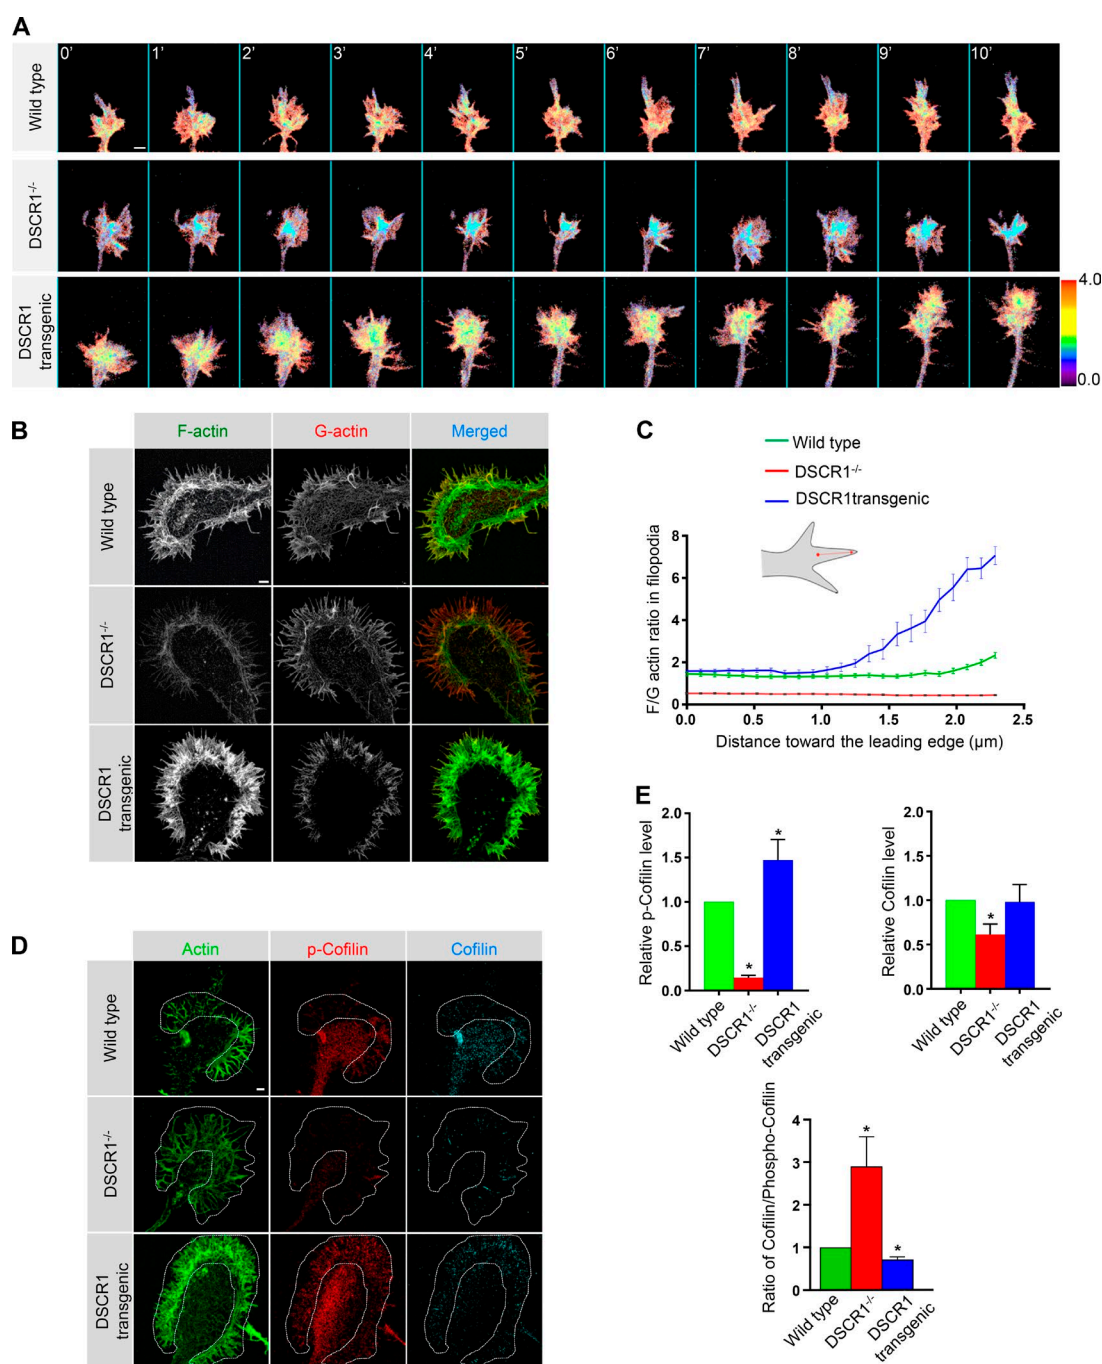 A
0’ 1’ 2’ 3’ 4’ 5’ 6’ 7’ 8’ 9’ 10’
Wild type
DSCR1-/-
DSCR1
transgenic
4.0
0.0
B
F-actin G-actin Merged
Wild type
DSCR1-/-
DSCR1
transgenic
C
Wild type
DSCR1-/-
DSCR1transgenic
F/G actin ratio in filopodia
8
6
4
2
0
0.0 0.5 1.0 1.5 2.0 2.5
Distance toward the leading edge (μm)
D
Actin p-Cofilin Cofilin
Wild type
DSCR1-/-
DSCR1
transgenic
E
Relative p-Cofilin level
2.0
1.5
1.0
0.5
0.0
*
*
Wild type
DSCR1-/-
DSCR1
transgenic
Relative Cofilin level
2.0
1.5
1.0
0.5
0.0
*
Wild type
DSCR1-/-
DSCR1
transgenic
Ratio of Cofilin/Phospho-Cofilin
4
3
2
1
0
*
*
Wild type
DSCR1-/-
DSCR1
transgenic